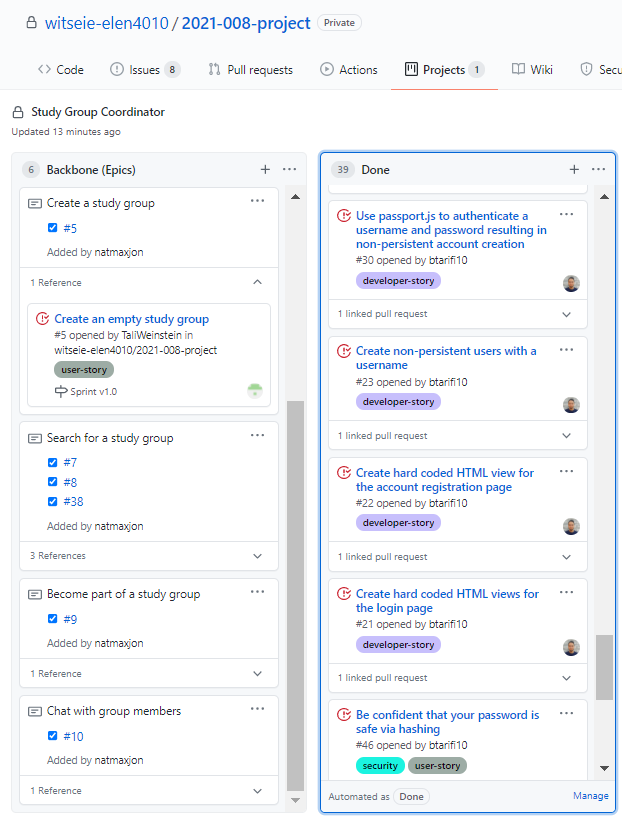 witseie-elen4010 / 2021-008-project Private
Code Issues 8 Pull requests Actions Projects 1 Wiki Secu
Study Group Coordinator
Updated 13 minutes ago
6 Backbone (Epics)
Create a study group
#5
Added by natmaxjon
1 Reference
Create an empty study group
#5 opened by TaliWeinstein in
witseie-elen4010/2021-008-project
user-story
Sprint v1.0
Search for a study group
#7
#8
#38
Added by natmaxjon
3 References
Become part of a study group
#9
Added by natmaxjon
1 Reference
Chat with group members
#10
Added by natmaxjon
1 Reference
39 Done
Use passport.js to authenticate a
username and password resulting in
non-persistent account creation
#30 opened by btarifi10
developer-story
1 linked pull request
Create non-persistent users with a
username
#23 opened by btarifi10
developer-story
1 linked pull request
Create hard coded HTML view for
the account registration page
#22 opened by btarifi10
developer-story
1 linked pull request
Create hard coded HTML views for
the login page
#21 opened by btarifi10
developer-story
1 linked pull request
Be confident that your password is
safe via hashing
#46 opened by btarifi10
security user-story
Automated as Done Manage